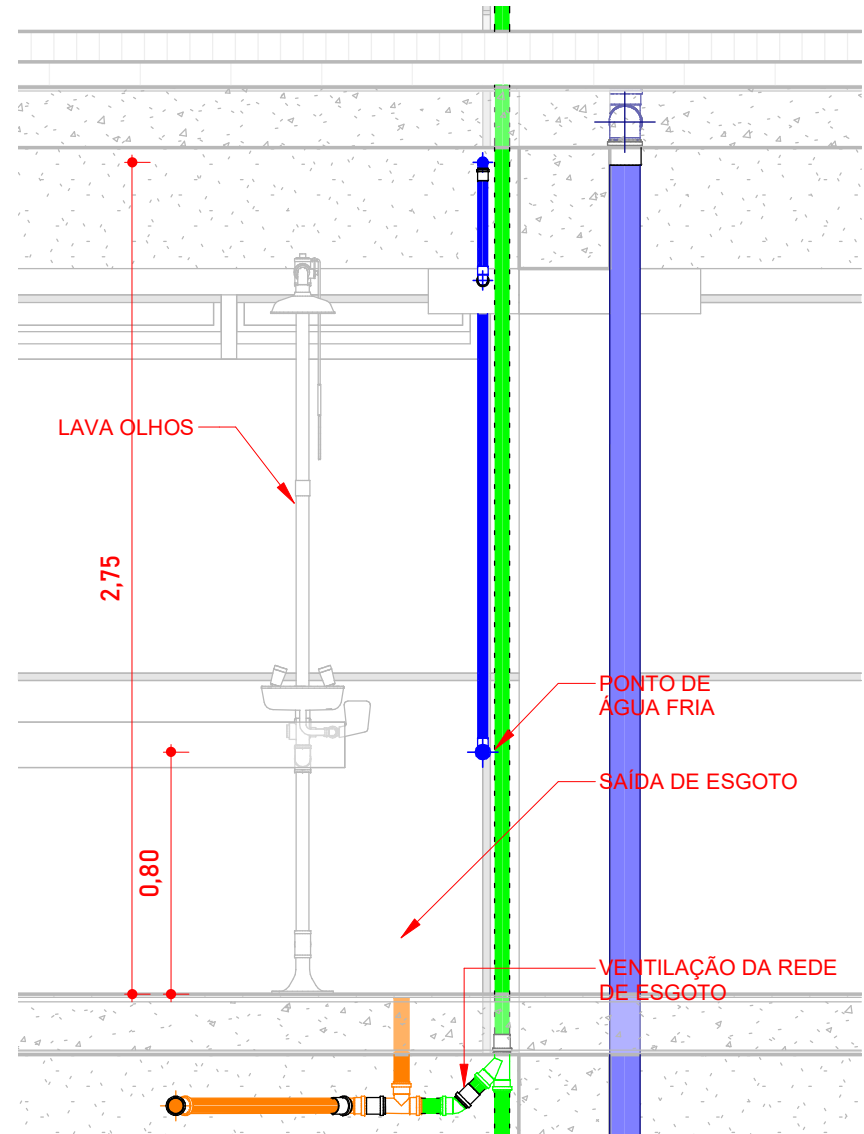 LAVA OLHOS
2,75
PONTO DE
ÁGUA FRIA
SAÍDA DE ESGOTO
0,80
VENTILAÇÃO DA REDE
DE ESGOTO